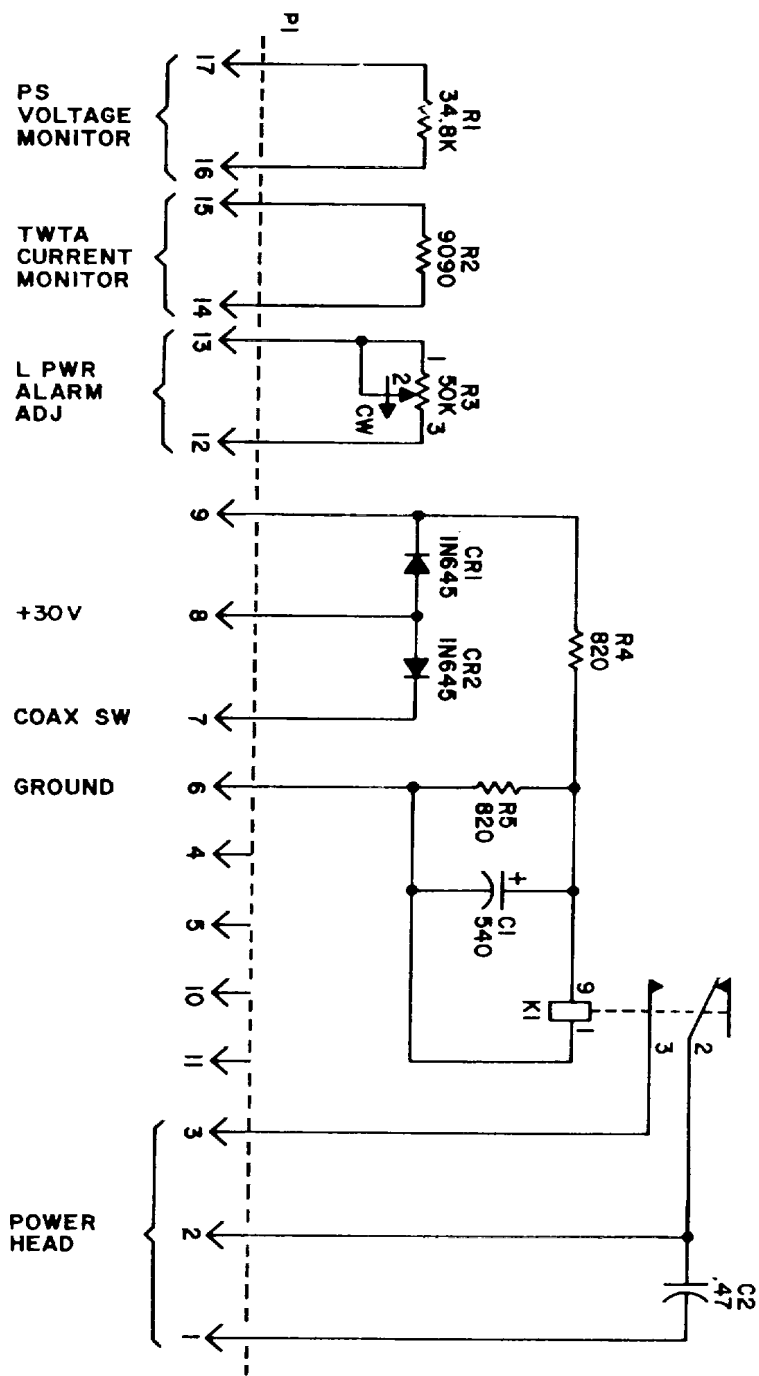 P1
PS
VOLTAGE
MONITOR
17
16
R1
34.8K
TWTA
CURRENT
MONITOR
15
14
R2
9090
L PWR
ALARM
ADJ
13
12
1
2
3
R3
50K
CW
9
CR1
IN645
+30V
8
R4
820
CR2
IN645
COAX SW
7
GROUND
6
R5
820
4
+
C1
540
5
10
9
K1
1
2
3
11
3
POWER
HEAD
2
C2
.47
1